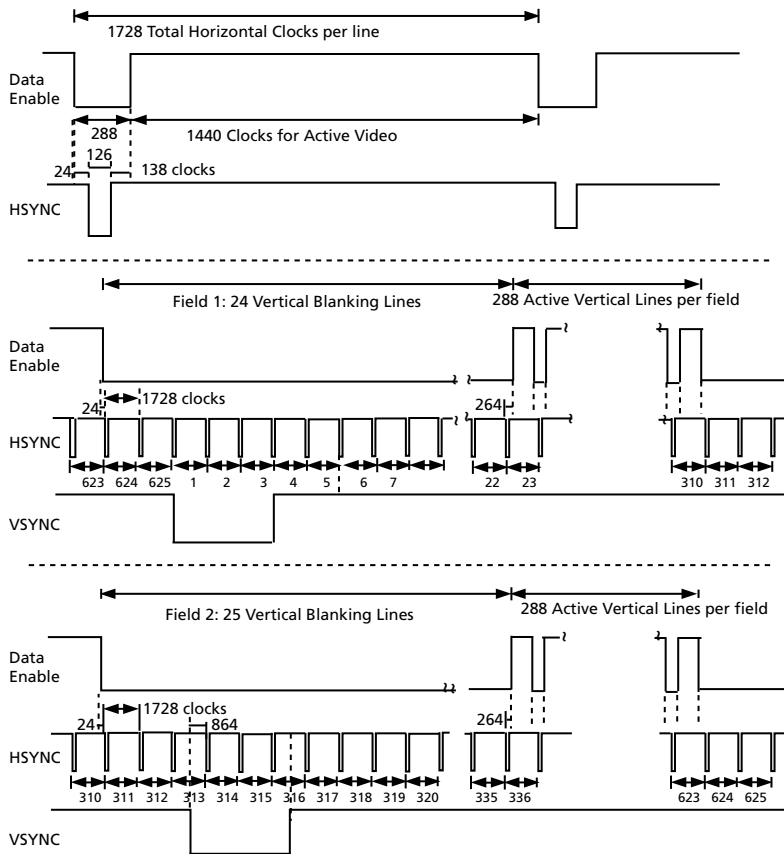 1728 Total Horizontal Clocks per line
Data
Enable
288
1440 Clocks for Active Video
126
24
138 clocks
HSYNC
Field 1: 24 Vertical Blanking Lines
288 Active Vertical Lines per field
Data
Enable
24
1728 clocks
264
HSYNC
623 624 625 1 2 3 4 5 6 7 22 23 310 311 312
VSYNC
Field 2: 25 Vertical Blanking Lines
288 Active Vertical Lines per field
Data
Enable
24
1728 clocks
864
264
HSYNC
310 311 312 313 314 315 316 317 318 319 320 335 336 623 624 625
VSYNC